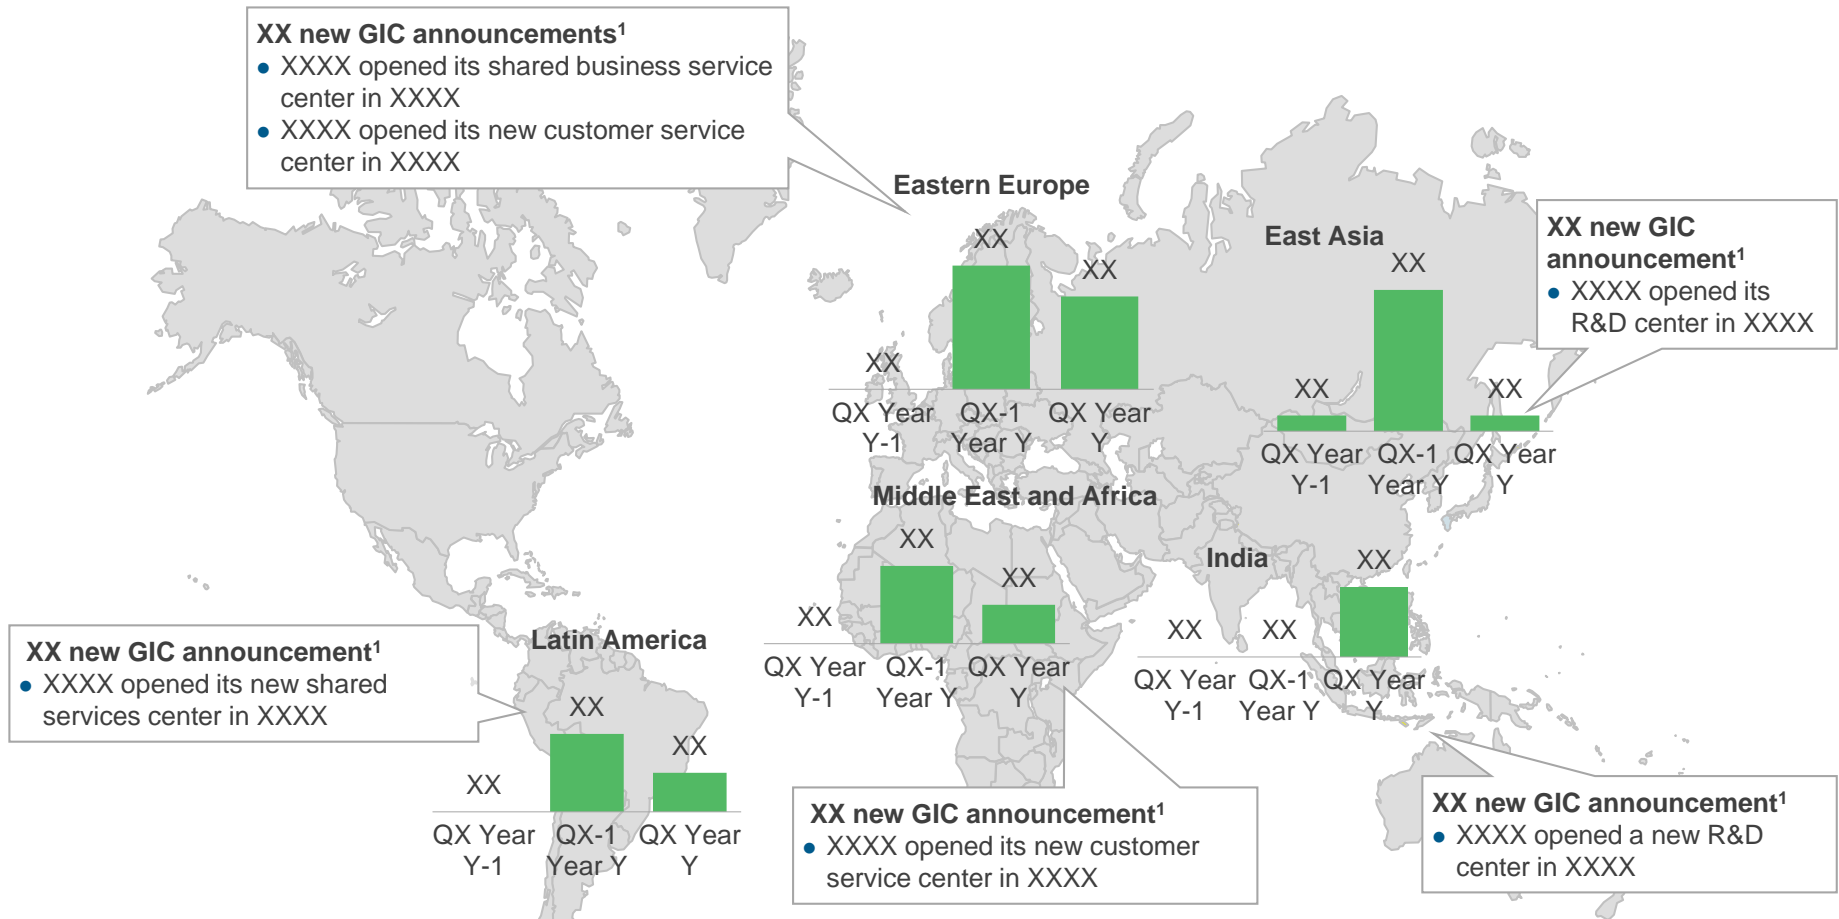 XX new GIC announcements¹
• XXXX opened its shared business service
center in XXXX
• XXXX opened its new customer service
center in XXXX
Eastern Europe
XX
XX
XX
QX Year
Y-1
QX-1
Year Y
QX Year
Y
East Asia
XX
XX
XX
QX Year
Y-1
QX-1
Year Y
QX Year
Y
XX new GIC
announcement¹
• XXXX opened its
R&D center in XXXX
Middle East and Africa
XX
XX
XX
QX Year
Y-1
QX-1
Year Y
QX Year
Y
India
XX
XX
XX
QX Year
Y-1
QX-1
Year Y
QX Year
Y
XX new GIC announcement¹
• XXXX opened its new shared
services center in XXXX
Latin America
XX
XX
XX
QX Year
Y-1
QX-1
Year Y
QX Year
Y
XX new GIC announcement¹
• XXXX opened its new customer
service center in XXXX
XX new GIC announcement¹
• XXXX opened a new R&D
center in XXXX